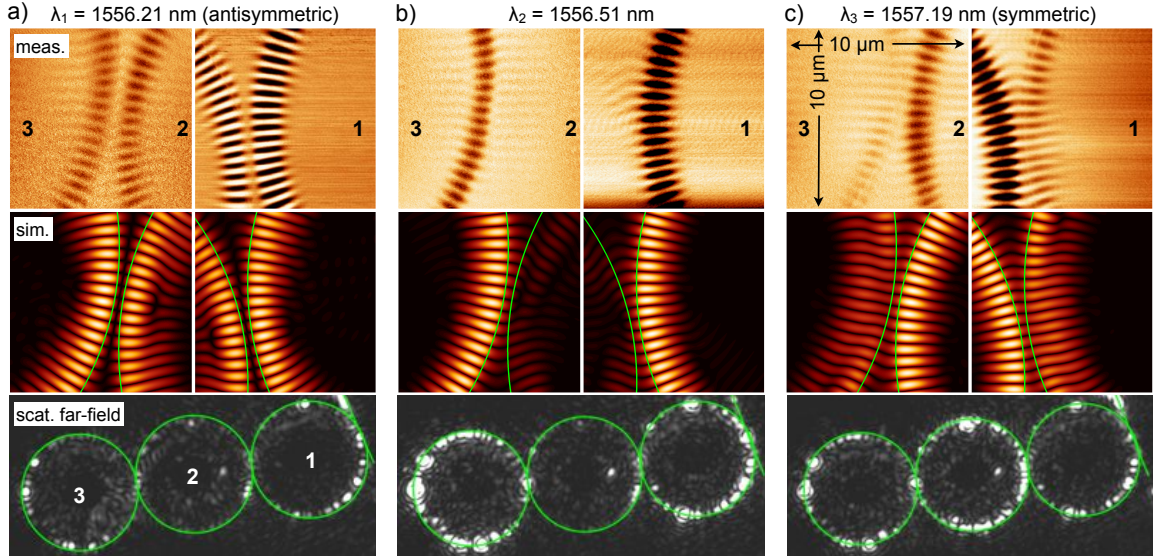 a) λ₁ = 1556.21 nm (antisymmetric)
b) λ₂ = 1556.51 nm
c) λ₃ = 1557.19 nm (symmetric)
meas.
3 2 1
3 2 1
10 µm
10 µm
3 2 1
sim.
scat. far-field
3 2 1